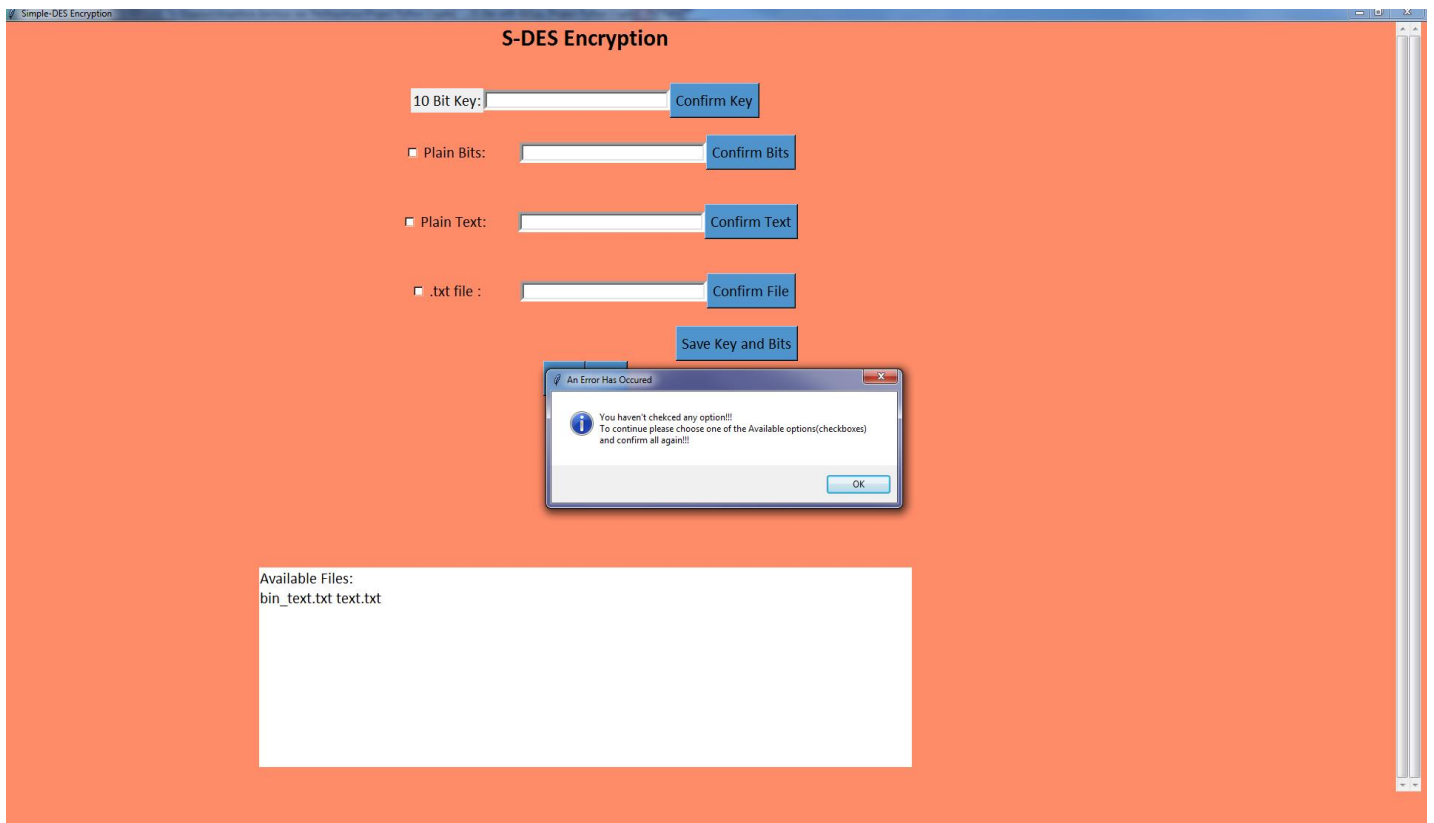 Simple-DES Encryption
S-DES Encryption
10 Bit Key:
Confirm Key
Plain Bits:
Confirm Bits
Plain Text:
Confirm Text
.txt file :
Confirm File
Save Key and Bits
An Error Has Occured
You haven't chekced any option!!!
To continue please choose one of the Available options(checkboxes)
and confirm all again!!!
OK
Available Files:
bin_text.txt text.txt